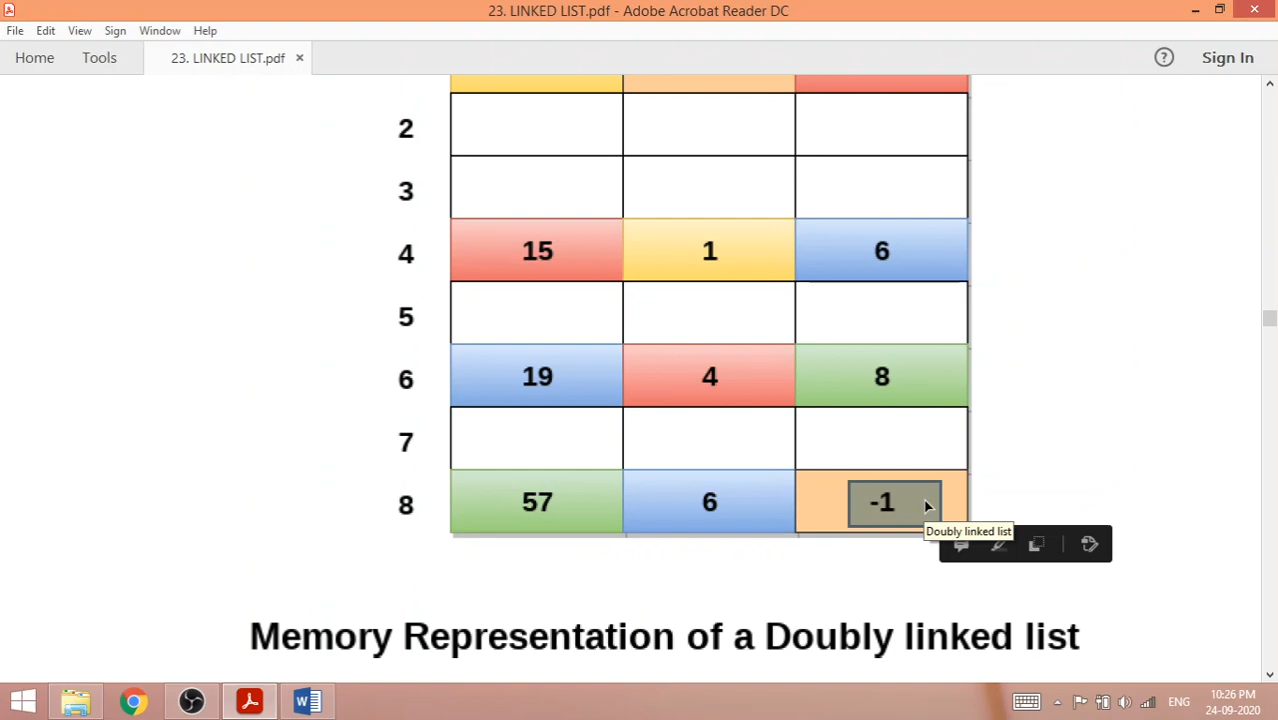 23. LINKED LIST.pdf - Adobe Acrobat Reader DC
File Edit View Sign Window Help
Home Tools 23. LINKED LIST.pdf × ? Sign In
2
3
4 15 1 6
5
6 19 4 8
7
8 57 6 -1
Doubly linked list
Memory Representation of a Doubly linked list
W ENG 10:26 PM
24-09-2020